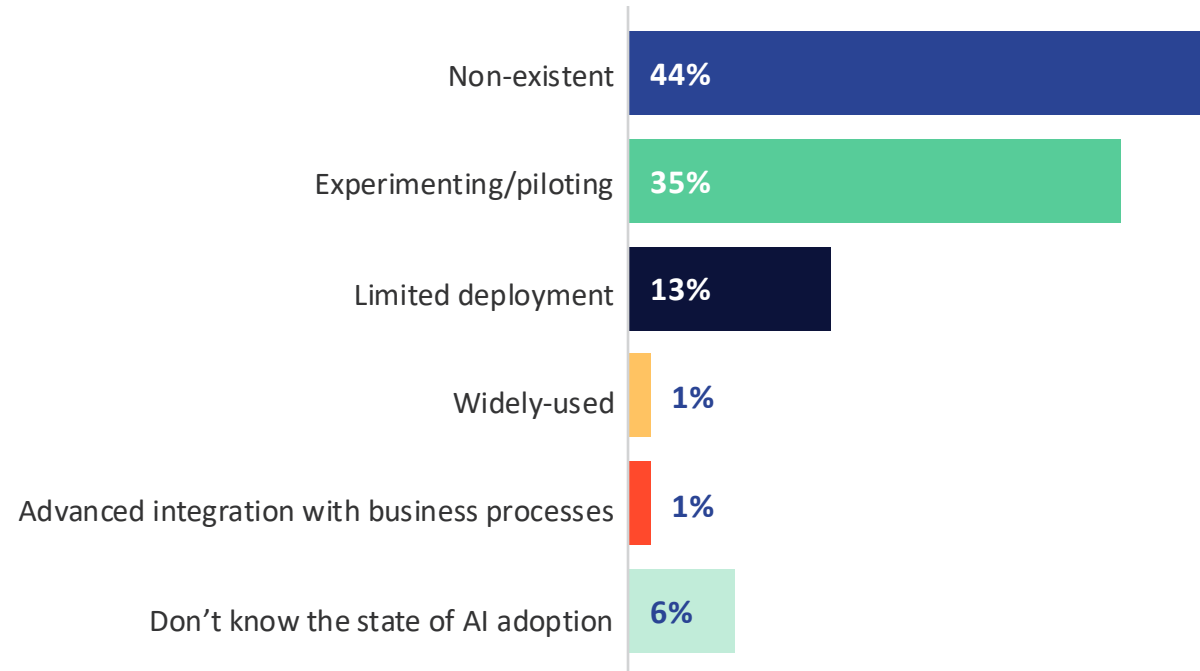 Non-existent 44%
Experimenting/piloting 35%
Limited deployment 13%
Widely-used 1%
Advanced integration with business processes 1%
Don’t know the state of AI adoption 6%